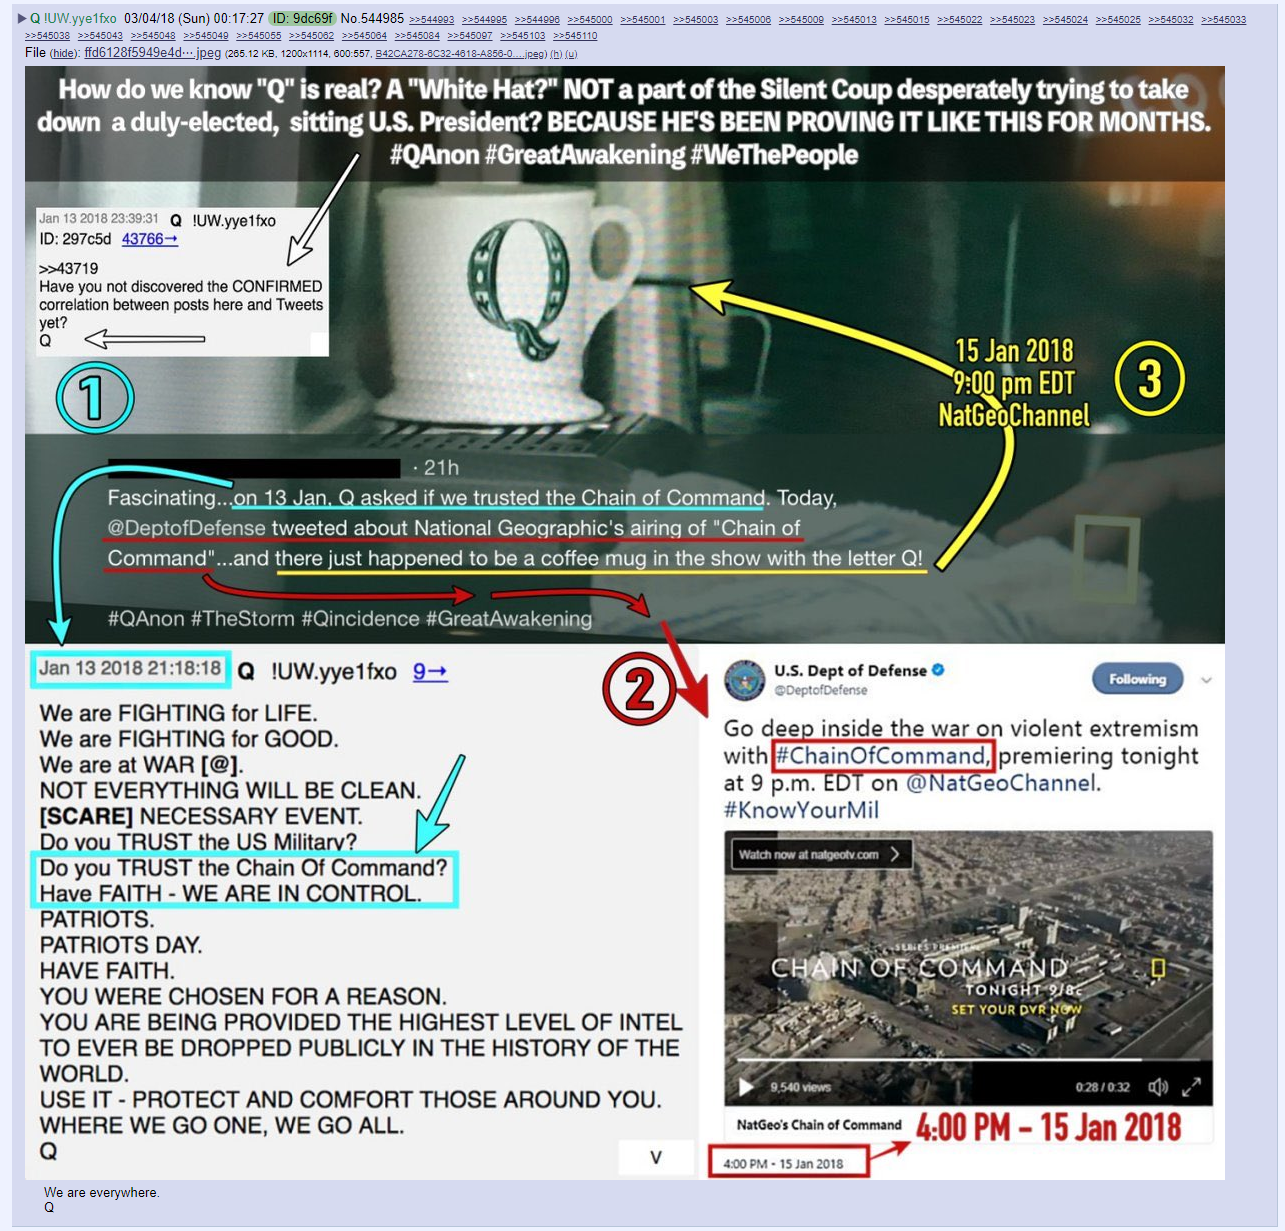 Q !UW.yye1fxo 03/04/18 (Sun) 00:17:27 ID: 9dc69f No.544985 >>544993 >>544995 >>544996 >>545000 >>545001 >>545003 >>545006 >>545009 >>545013 >>545015 >>545022 >>545023 >>545024 >>545025 >>545032 >>545033
>>545038 >>545043 >>545048 >>545049 >>545055 >>545062 >>545064 >>545084 >>545097 >>545103 >>545110
File (hide): ffd6128f5949e4d⋯.jpeg (265.12 KB, 1200x1114, 600:557, B42CA278-6C32-4618-A856-0….jpeg) (h) (u)
How do we know "Q" is real? A "White Hat?" NOT a part of the Silent Coup desperately trying to take
down a duly-elected, sitting U.S. President? BECAUSE HE'S BEEN PROVING IT LIKE THIS FOR MONTHS.
#QAnon #GreatAwakening #WeThePeople
Jan 13 2018 23:39:31 Q !UW.yye1fxo
ID: 297c5d 43766→
>>43719
Have you not discovered the CONFIRMED
correlation between posts here and Tweets
yet?
Q
1
Q
15 Jan 2018
9:00 pm EDT
NatGeoChannel
3
· 21h
Fascinating...on 13 Jan, Q asked if we trusted the Chain of Command. Today,
@DeptofDefense tweeted about National Geographic's airing of "Chain of
Command"...and there just happened to be a coffee mug in the show with the letter Q!
#QAnon #TheStorm #Qincidence #GreatAwakening
Jan 13 2018 21:18:18 Q !UW.yye1fxo 9→
We are FIGHTING for LIFE.
We are FIGHTING for GOOD.
We are at WAR [@].
NOT EVERYTHING WILL BE CLEAN.
[SCARE] NECESSARY EVENT.
Do you TRUST the US Military?
Do you TRUST the Chain Of Command?
Have FAITH - WE ARE IN CONTROL.
PATRIOTS.
PATRIOTS DAY.
HAVE FAITH.
YOU WERE CHOSEN FOR A REASON.
YOU ARE BEING PROVIDED THE HIGHEST LEVEL OF INTEL
TO EVER BE DROPPED PUBLICLY IN THE HISTORY OF THE
WORLD.
USE IT - PROTECT AND COMFORT THOSE AROUND YOU.
WHERE WE GO ONE, WE GO ALL.
Q
v
2
U.S. Dept of Defense
@DeptofDefense
Following
Go deep inside the war on violent extremism
with #ChainOfCommand, premiering tonight
at 9 p.m. EDT on @NatGeoChannel.
#KnowYourMil
Watch now at natgeotv.com
SERIES PREMIERE
CHAIN OF COMMAND
TONIGHT 9/8c
SET YOUR DVR NOW
9,540 views
0:28 / 0:32
NatGeo's Chain of Command
4:00 PM – 15 Jan 2018
4:00 PM - 15 Jan 2018
We are everywhere.
Q